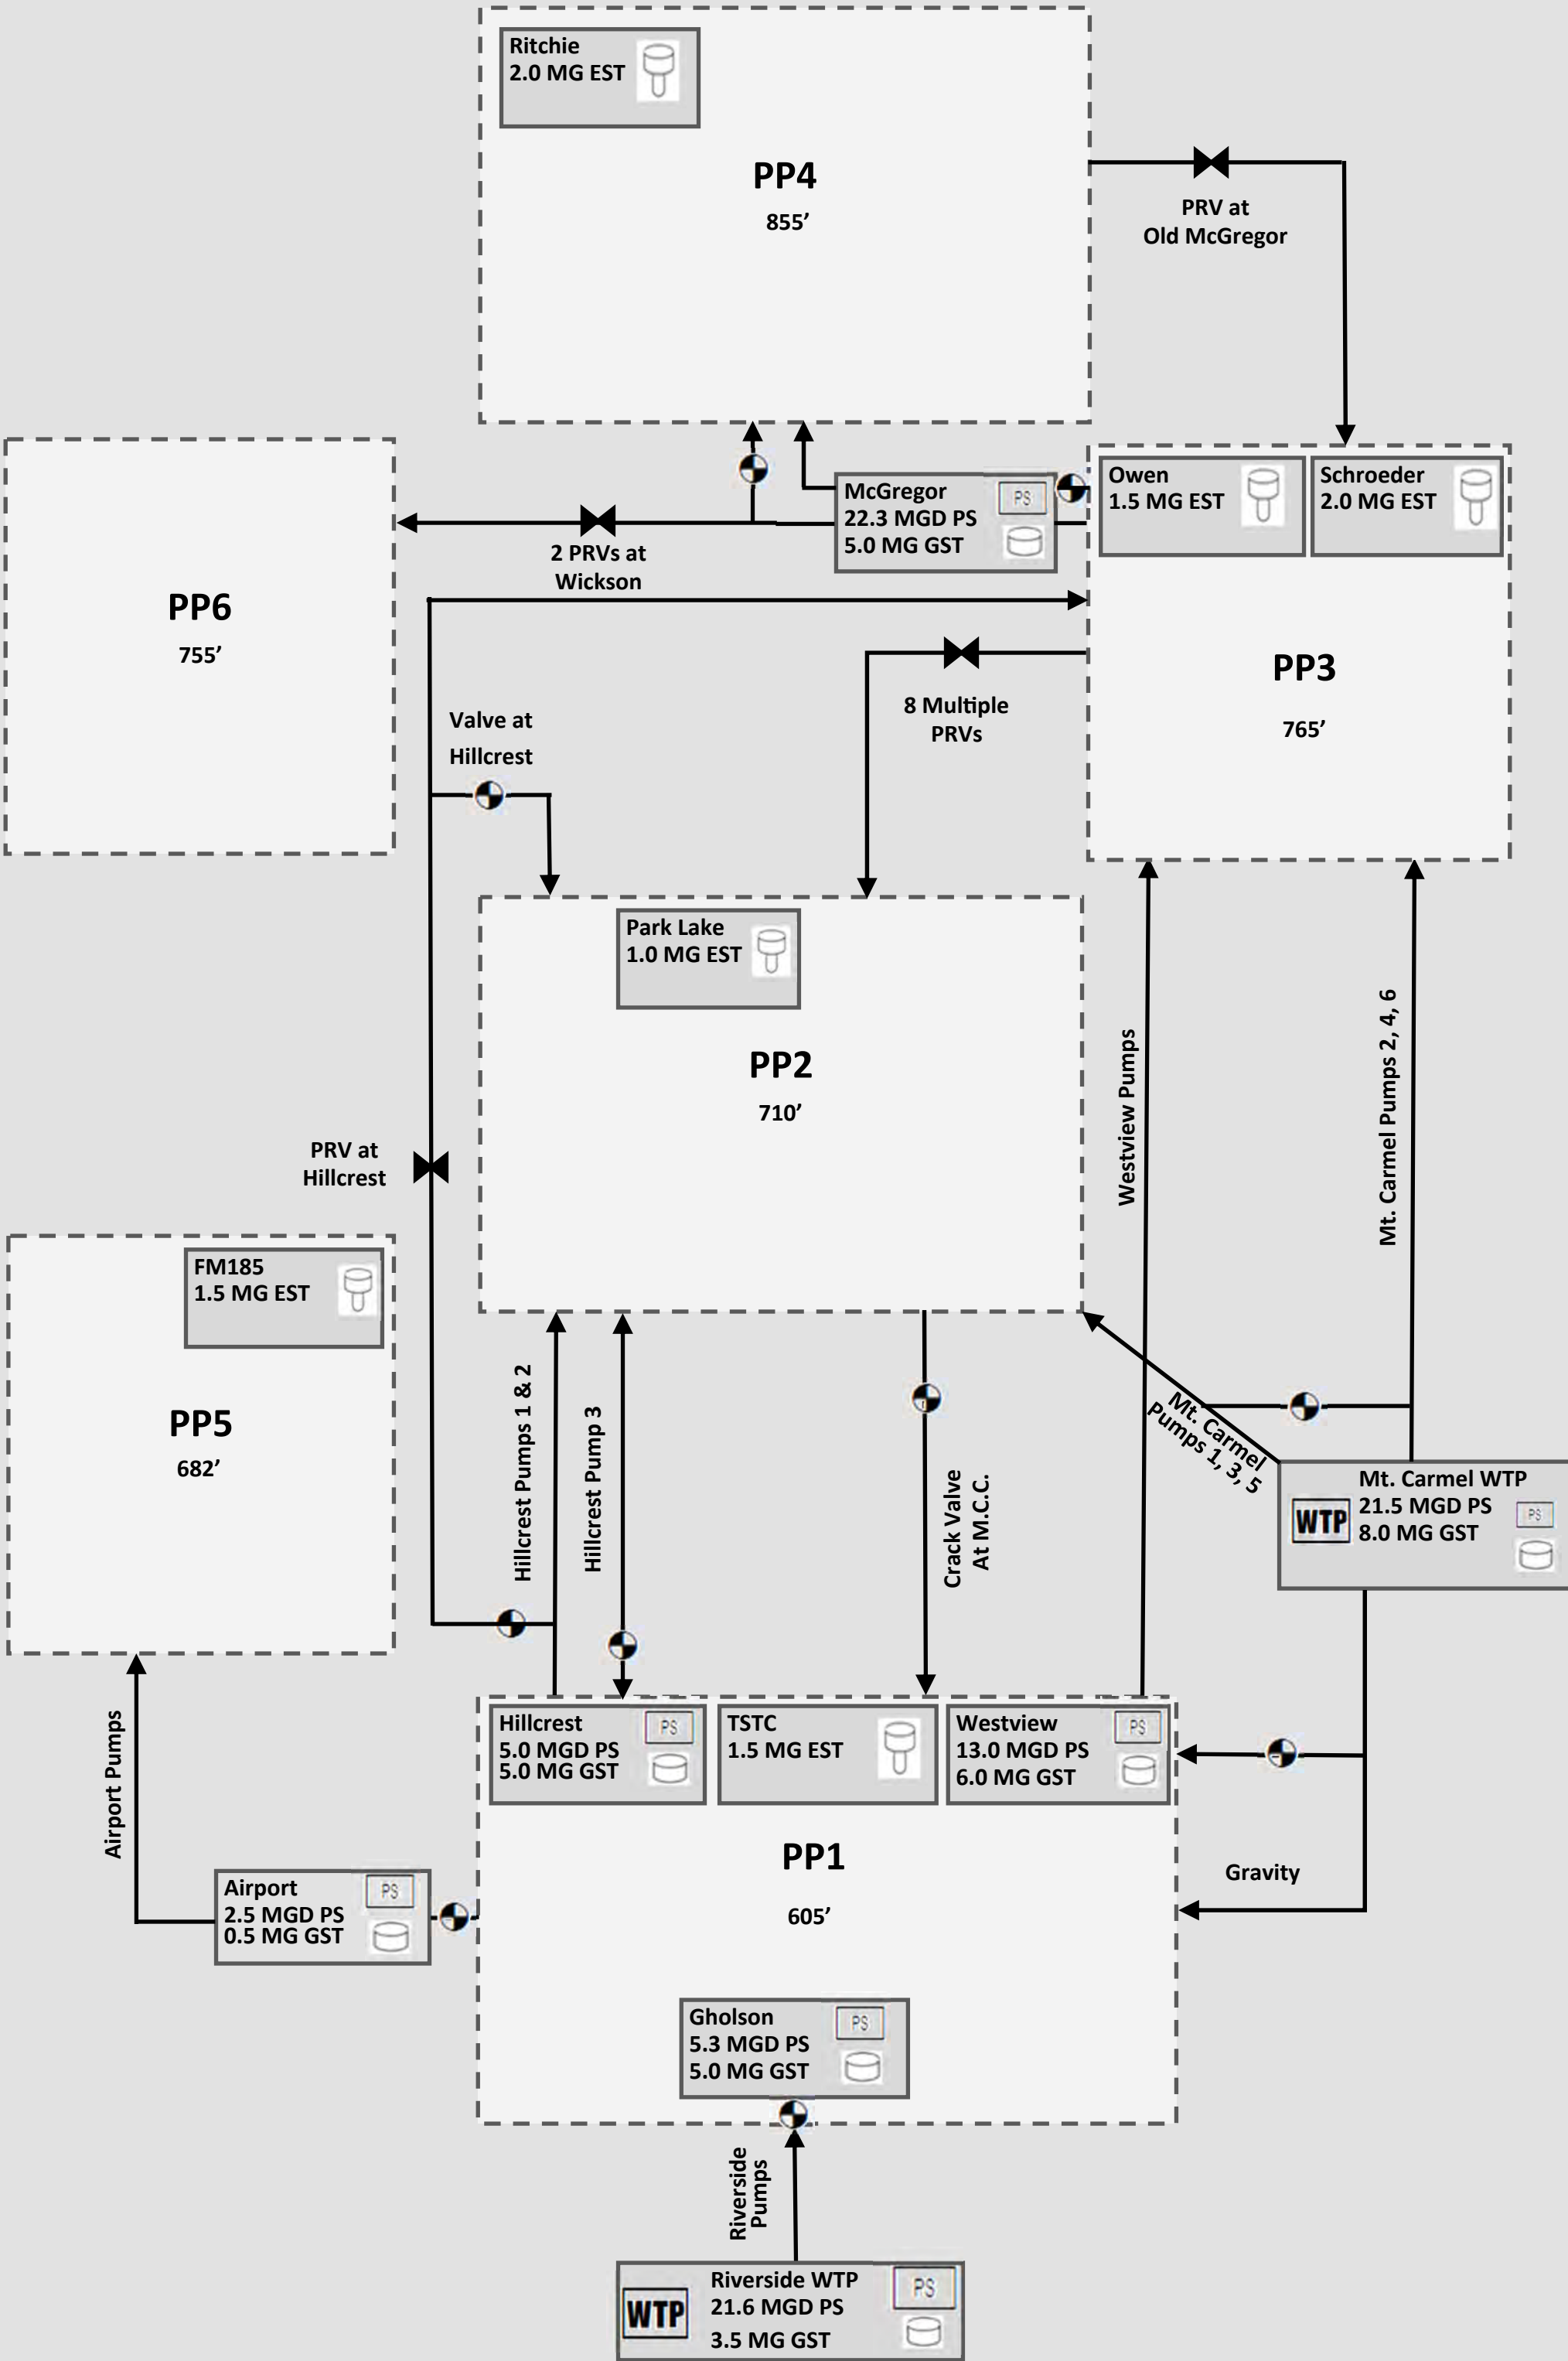 Ritchie
2.0 MG EST
PP4
855’
PRV at
Old McGregor
McGregor
22.3 MGD PS
5.0 MG GST
PS
Owen
1.5 MG EST
Schroeder
2.0 MG EST
2 PRVs at
Wickson
PP6
755’
PP3
765’
8 Multiple
PRVs
Valve at
Hillcrest
Park Lake
1.0 MG EST
PP2
710’
Westview Pumps
Mt. Carmel Pumps 2, 4, 6
PRV at
Hillcrest
FM185
1.5 MG EST
PP5
682’
Hillcrest Pumps 1 & 2
Hillcrest Pump 3
Crack Valve
At M.C.C.
Mt. Carmel
Pumps 1, 3, 5
WTP
Mt. Carmel WTP
21.5 MGD PS
8.0 MG GST
PS
Hillcrest
5.0 MGD PS
5.0 MG GST
PS
TSTC
1.5 MG EST
Westview
13.0 MGD PS
6.0 MG GST
PS
Airport Pumps
PP1
605’
Gravity
Airport
2.5 MGD PS
0.5 MG GST
PS
Gholson
5.3 MGD PS
5.0 MG GST
PS
Riverside
Pumps
WTP
Riverside WTP
21.6 MGD PS
3.5 MG GST
PS